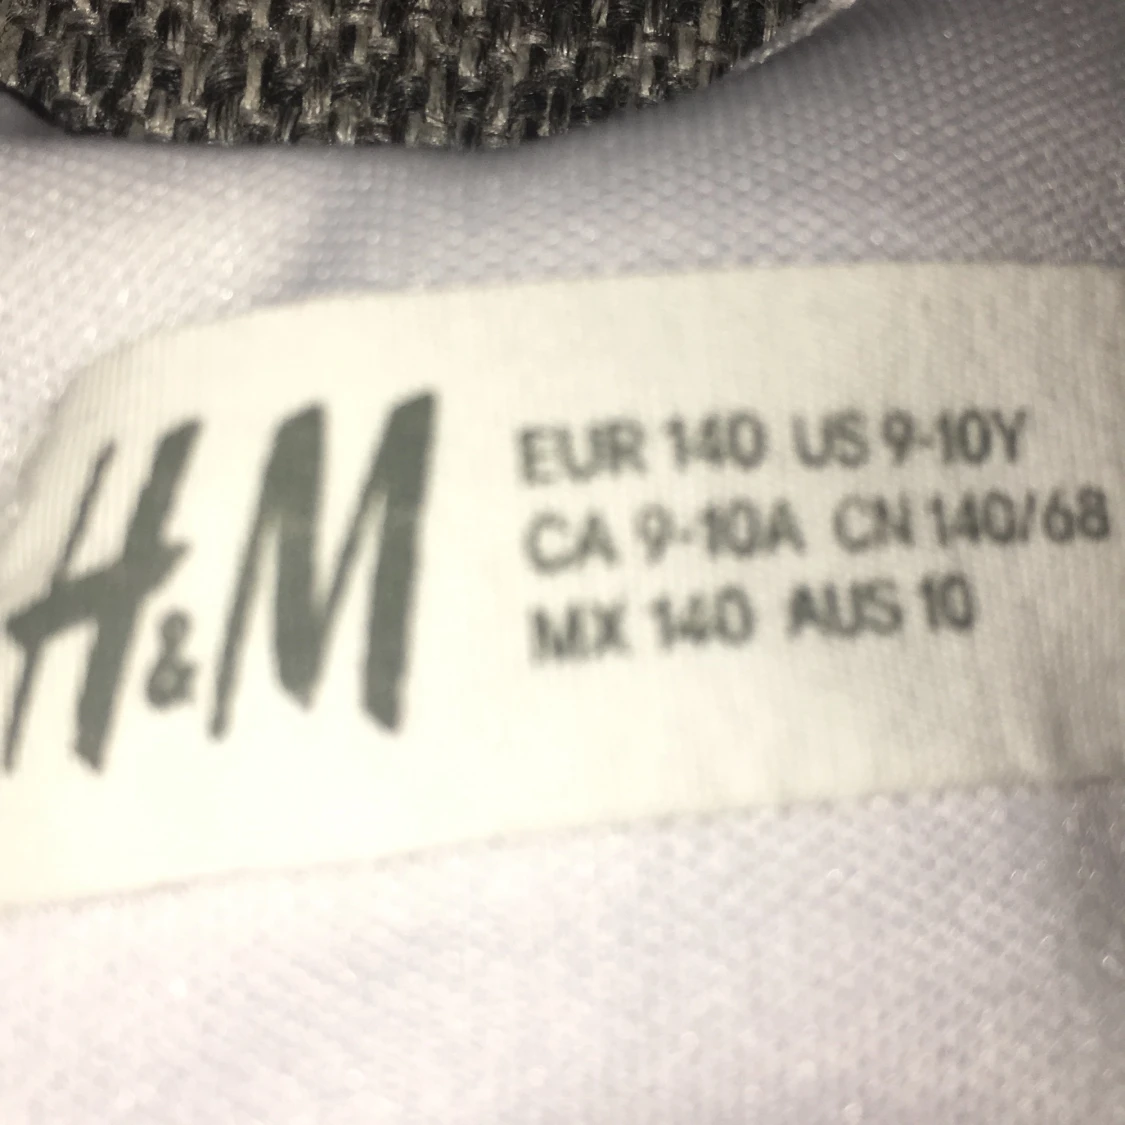 H&M
EUR 140 US 9-10Y
CA 9-10A CN 140/68
MX 140 AUS 10